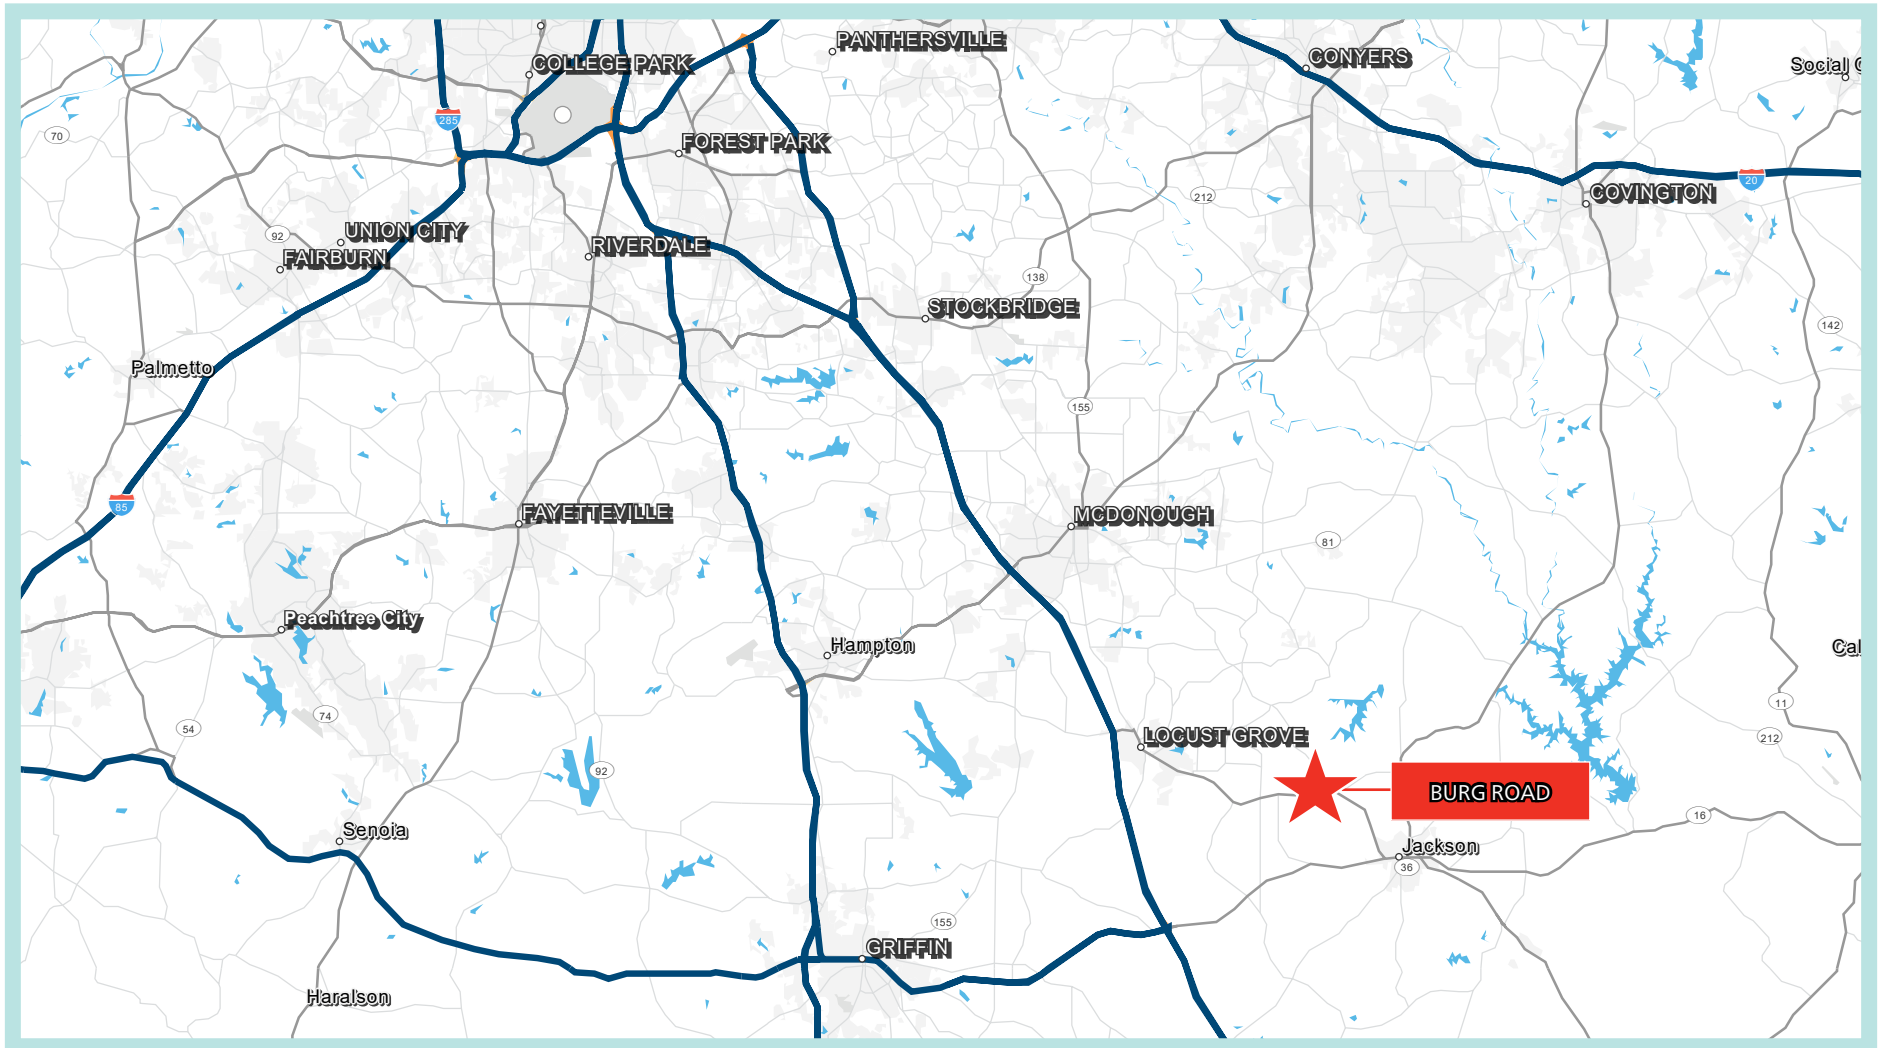 PANTHERSVILLE
CONYERS
COLLEGE PARK
Social
285
70
FOREST PARK
20
COVINGTON
212
92
UNION CITY
FAIRBURN
RIVERDALE
138
STOCKBRIDGE
142
Palmetto
155
85
FAYETTEVILLE
MCDONOUGH
81
Peachtree City
Hampton
Cal
11
54
74
LOCUST GROVE
212
92
BURG ROAD
16
Senoia
Jackson
36
155
GRIFFIN
Haralson